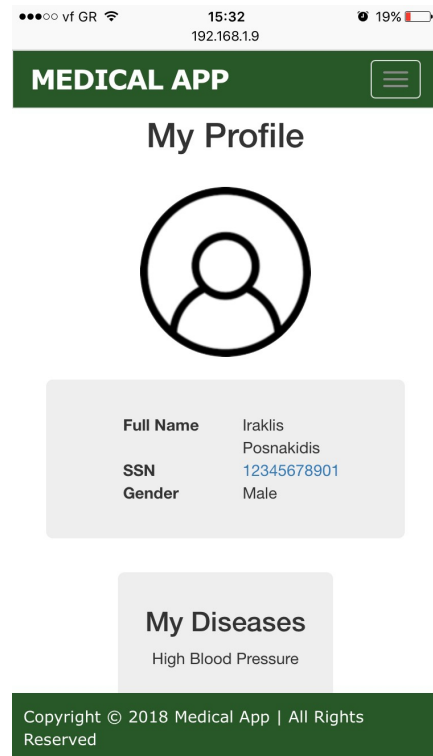 vf GR 15:32 19%
192.168.1.9
MEDICAL APP
My Profile
Full Name Iraklis
Posnakidis
SSN 12345678901
Gender Male
My Diseases
High Blood Pressure
Copyright © 2018 Medical App | All Rights
Reserved